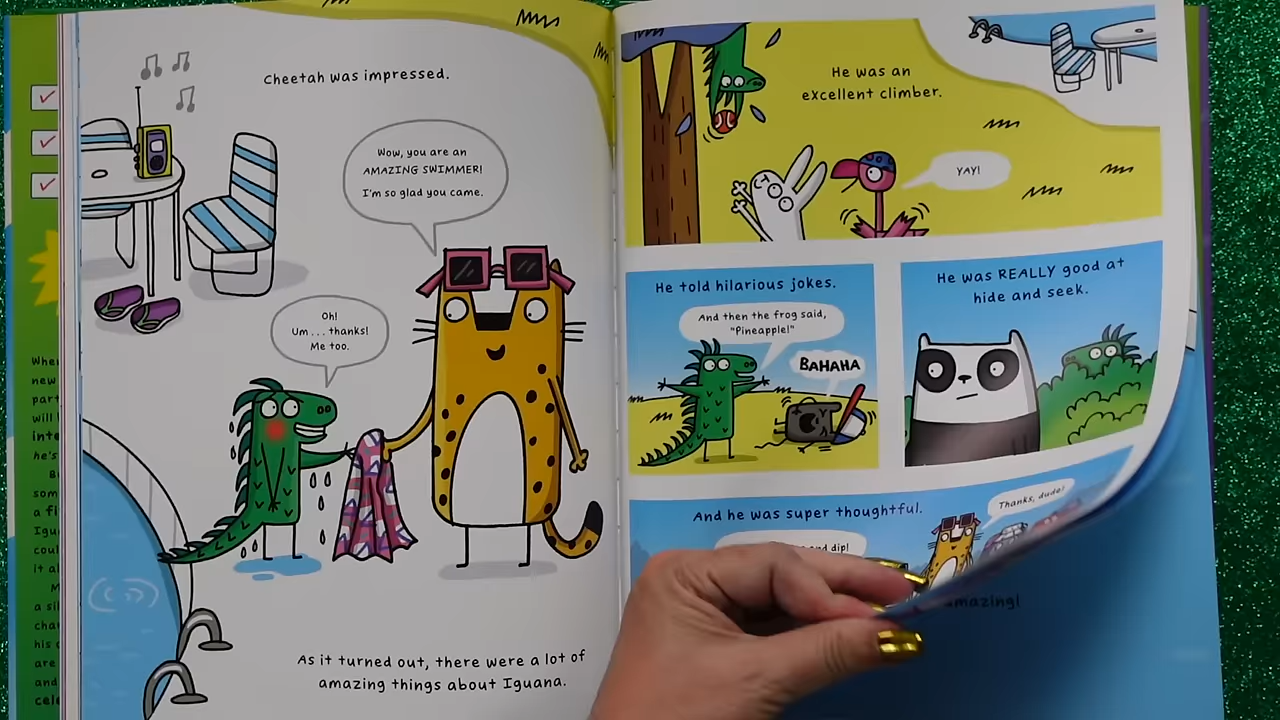 Cheetah was impressed.
Wow, you are an
AMAZING SWIMMER!
I'm so glad you came.
Oh!
Um . . . thanks!
Me too.
As it turned out, there were a lot of
amazing things about Iguana.
He was an
excellent climber.
YAY!
He told hilarious jokes.
And then the frog said,
"Pineapple!"
BAHAHA
He was REALLY good at
hide and seek.
And he was super thoughtful.
and dip!
Thanks, dude!
amazing!